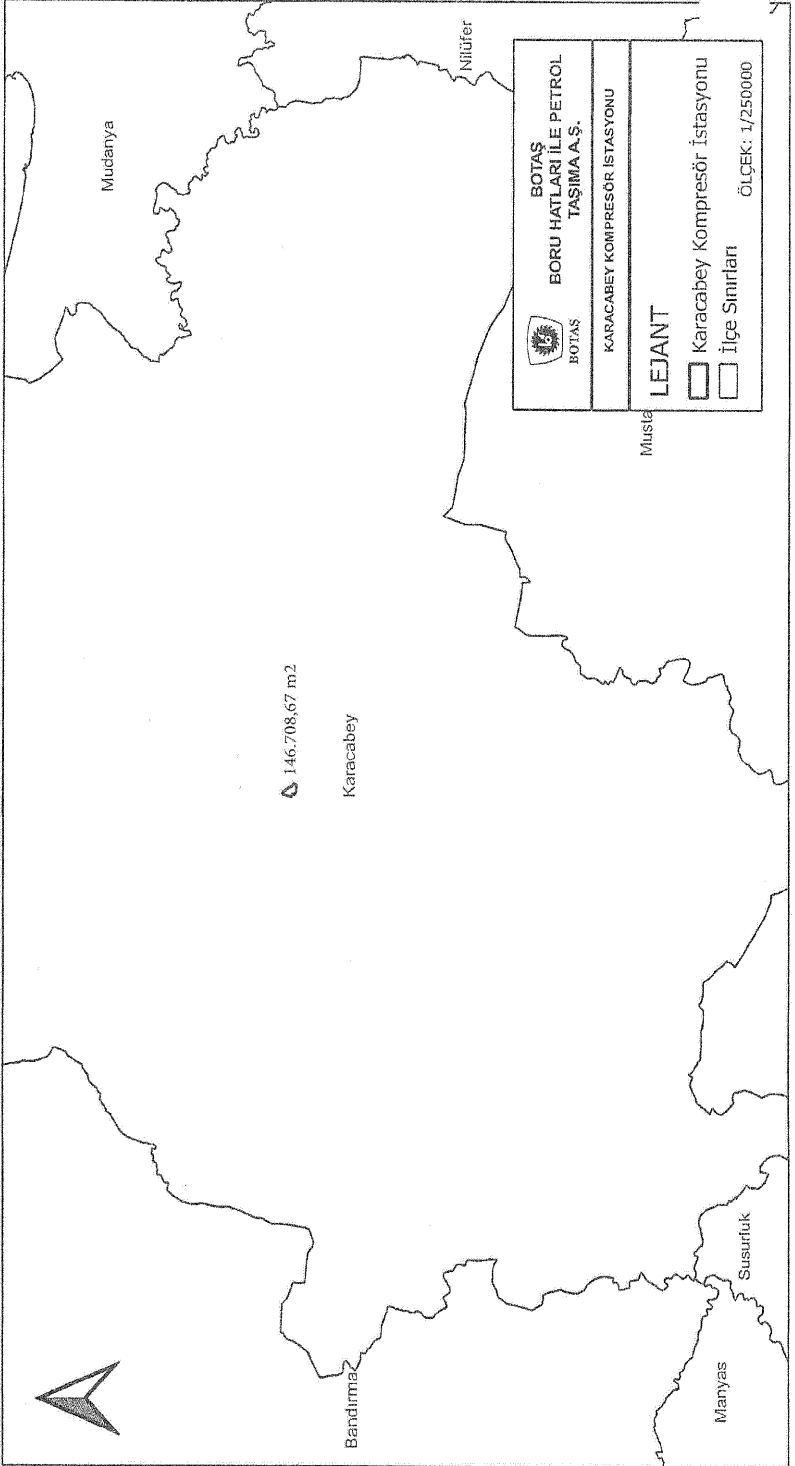 Mudanya
Nilüfer
146.708,67 m2
Karacabey
Bandırma
Manyas
Susurluk
Musta
BOTAŞ
BORU HATLARI İLE PETROL
TAŞIMA A.Ş.
BOTAŞ
KARACABEY KOMPRESÖR İSTASYONU
LEJANT
Karacabey Kompresör İstasyonu
İlçe Sınırları
ÖLÇEK: 1/250000